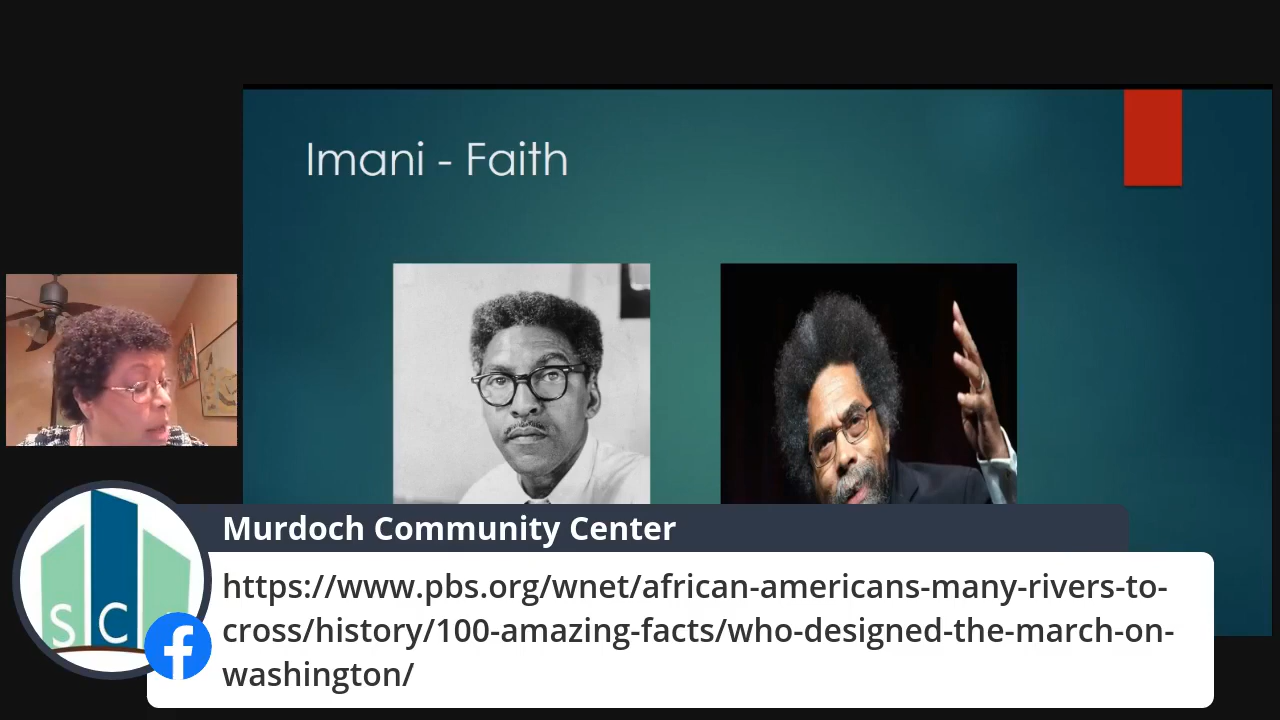 Imani - Faith
Murdoch Community Center
https://www.pbs.org/wnet/african-americans-many-rivers-to-
cross/history/100-amazing-facts/who-designed-the-march-on-
washington/
S C